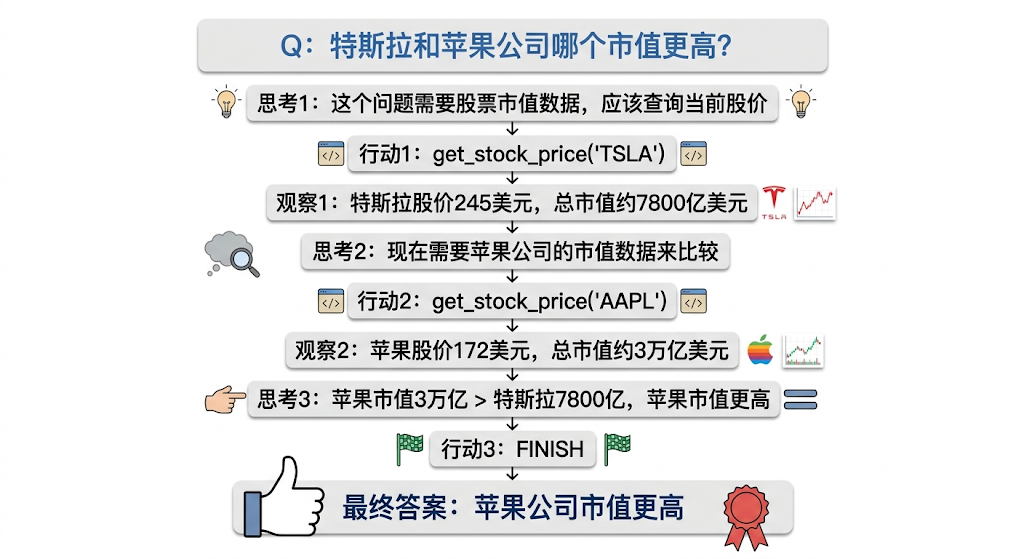 Q：特斯拉和苹果公司哪个市值更高？
思考1：这个问题需要股票市值数据，应该查询当前股价
行动1：get_stock_price('TSLA')
观察1：特斯拉股价245美元，总市值约7800亿美元
TSLA
思考2：现在需要苹果公司的市值数据来比较
行动2：get_stock_price('AAPL')
观察2：苹果股价172美元，总市值约3万亿美元
思考3：苹果市值3万亿 > 特斯拉7800亿，苹果市值更高
行动3：FINISH
最终答案：苹果公司市值更高